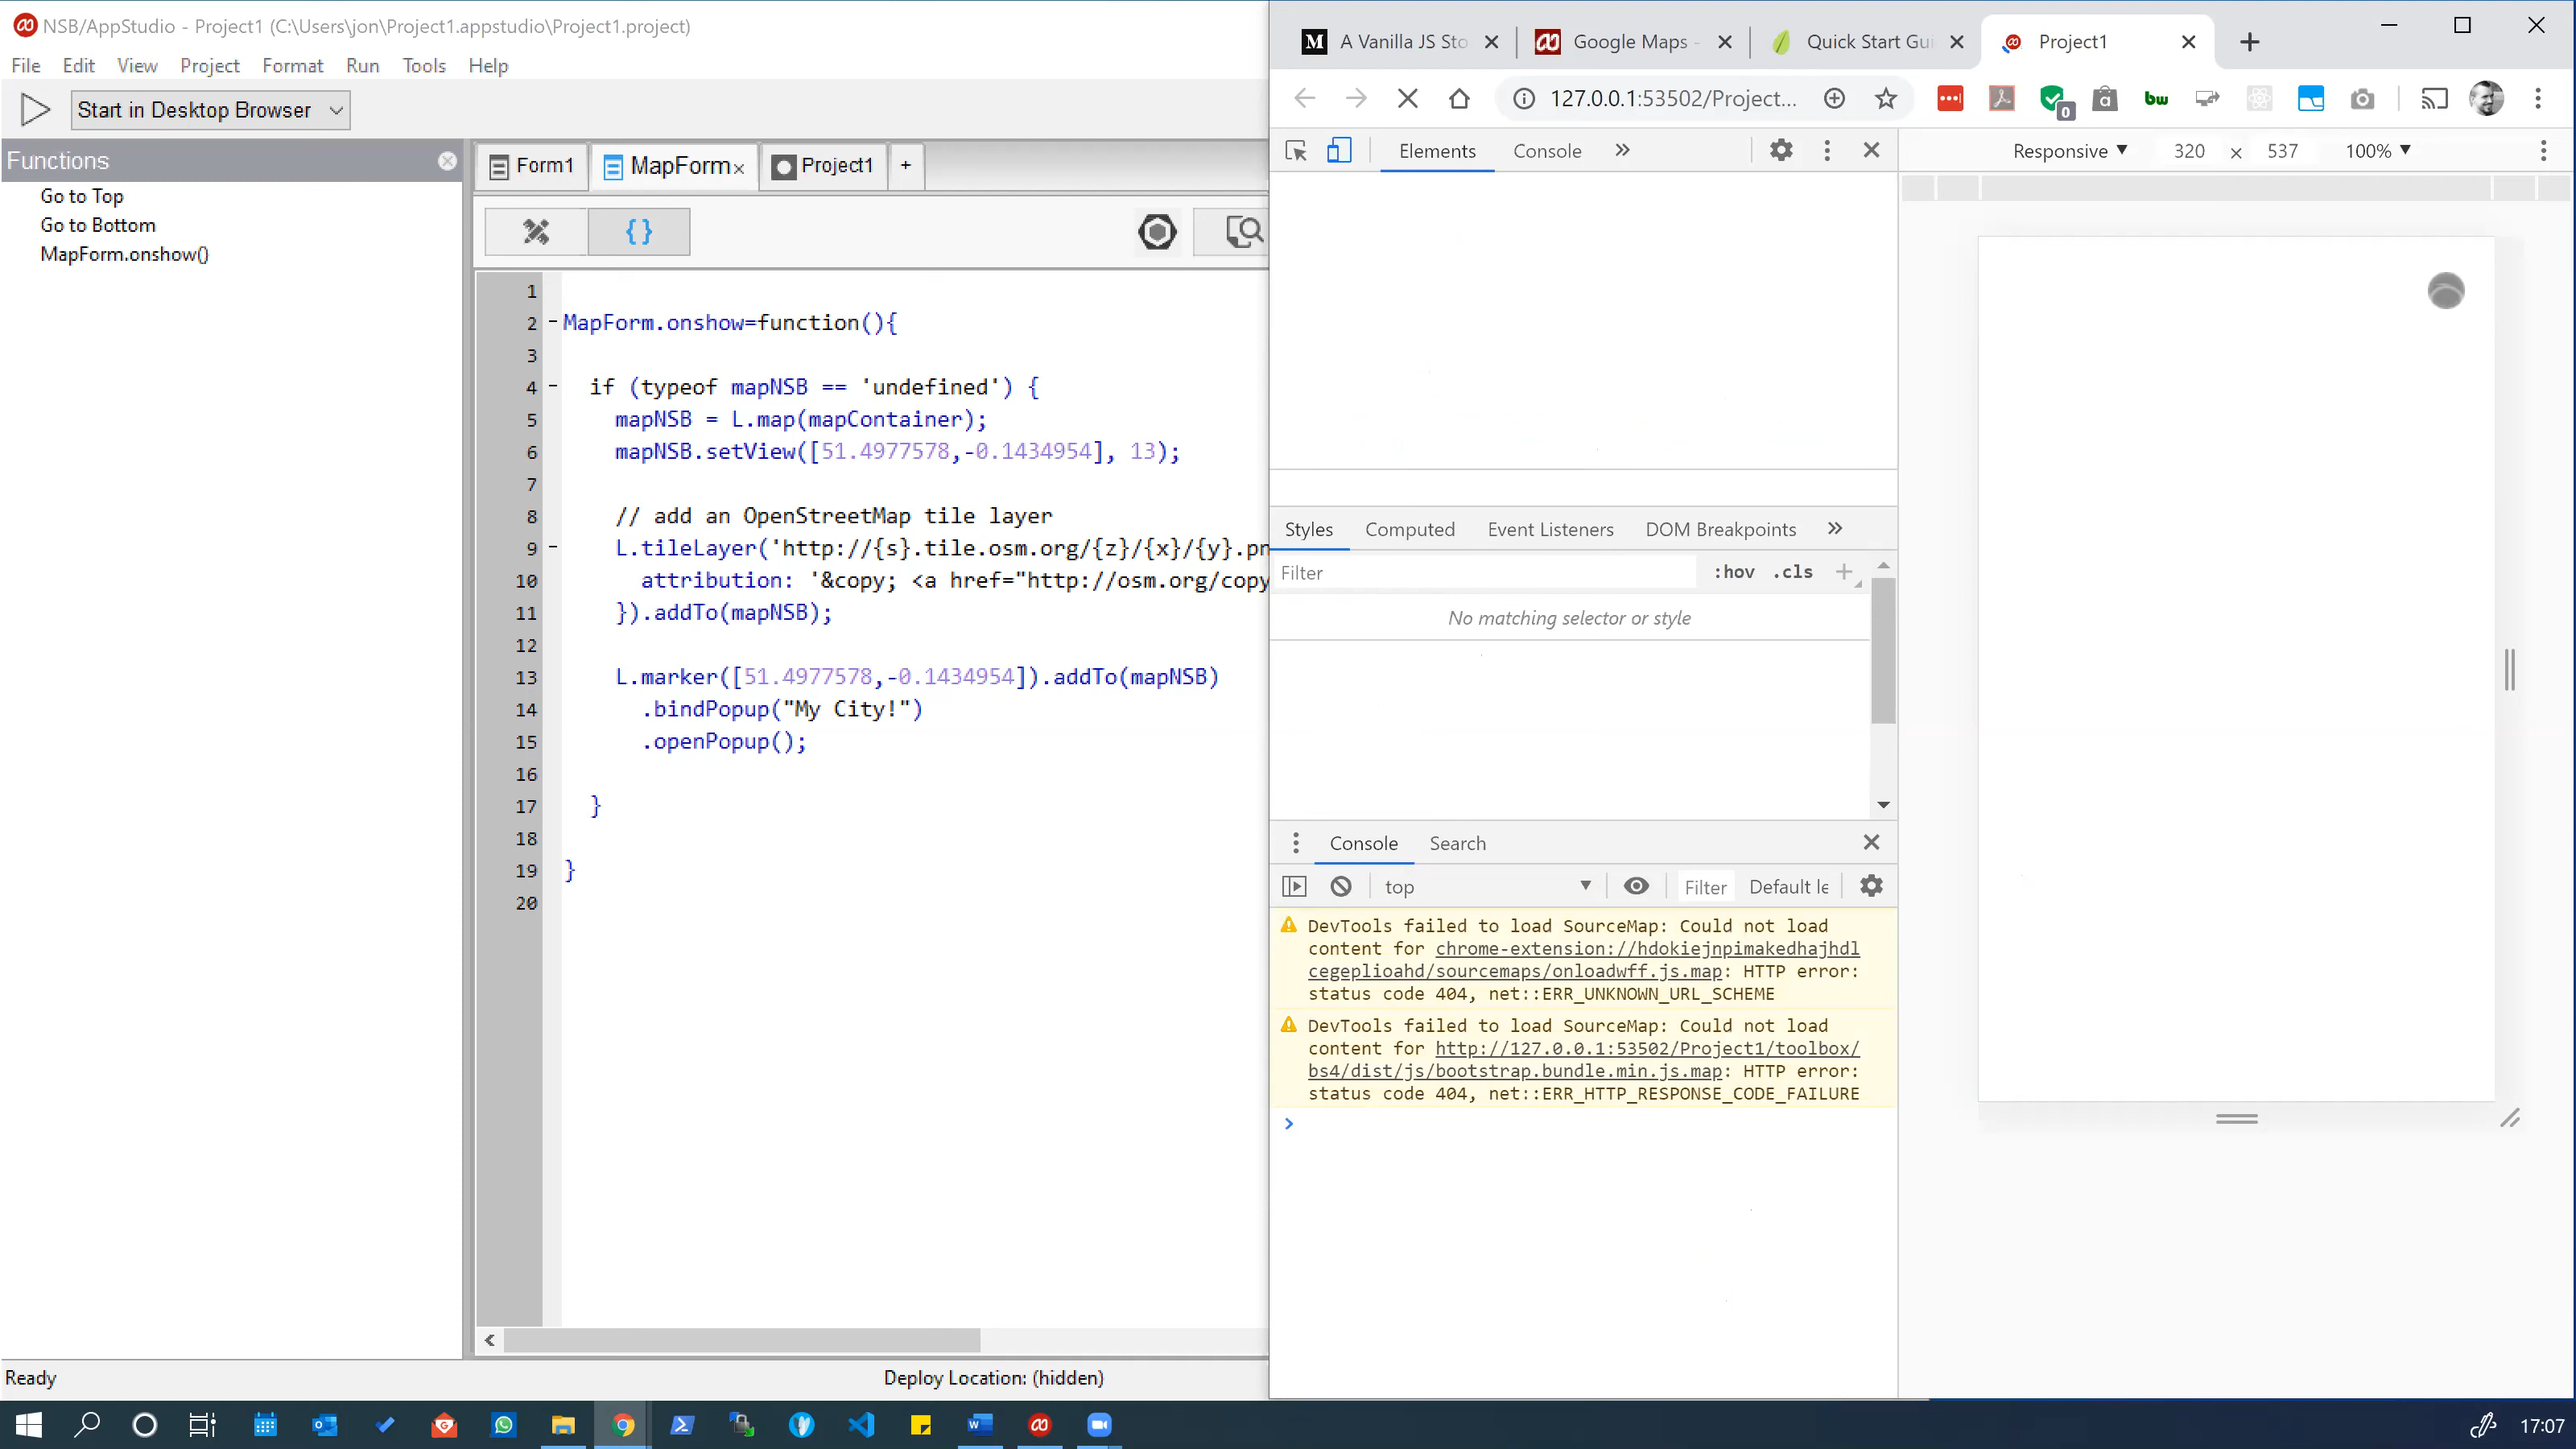 NSB/AppStudio - Project1 (C:\Users\jon\Project1.appstudio\Project1.project)
File Edit View Project Format Run Tools Help
Start in Desktop Browser
Functions
Go to Top
Go to Bottom
MapForm.onshow()
Form1 MapForm Project1 +
1
2 MapForm.onshow=function(){
3
4 if (typeof mapNSB == 'undefined') {
5 mapNSB = L.map(mapContainer);
6 mapNSB.setView([51.4977578,-0.1434954], 13);
7
8 // add an OpenStreetMap tile layer
9 L.tileLayer('http://{s}.tile.osm.org/{z}/{x}/{y}.pn
10 attribution: '&copy; <a href="http://osm.org/copy
11 }).addTo(mapNSB);
12
13 L.marker([51.4977578,-0.1434954]).addTo(mapNSB)
14 .bindPopup("My City!")
15 .openPopup();
16
17 }
18
19 }
20
Ready Deploy Location: (hidden)
A Vanilla JS Sto Google Maps - Quick Start Gui Project1
127.0.0.1:53502/Project...
0 bw
Elements Console
Responsive 320 × 537 100%
Styles Computed Event Listeners DOM Breakpoints
Filter :hov .cls
No matching selector or style
Console Search
top Filter Default le
DevTools failed to load SourceMap: Could not load
content for chrome-extension://hdokiejnpimakedhajhdl
cegeplioahd/sourcemaps/onloadwff.js.map: HTTP error:
status code 404, net::ERR_UNKNOWN_URL_SCHEME
DevTools failed to load SourceMap: Could not load
content for http://127.0.0.1:53502/Project1/toolbox/
bs4/dist/js/bootstrap.bundle.min.js.map: HTTP error:
status code 404, net::ERR_HTTP_RESPONSE_CODE_FAILURE
17:07